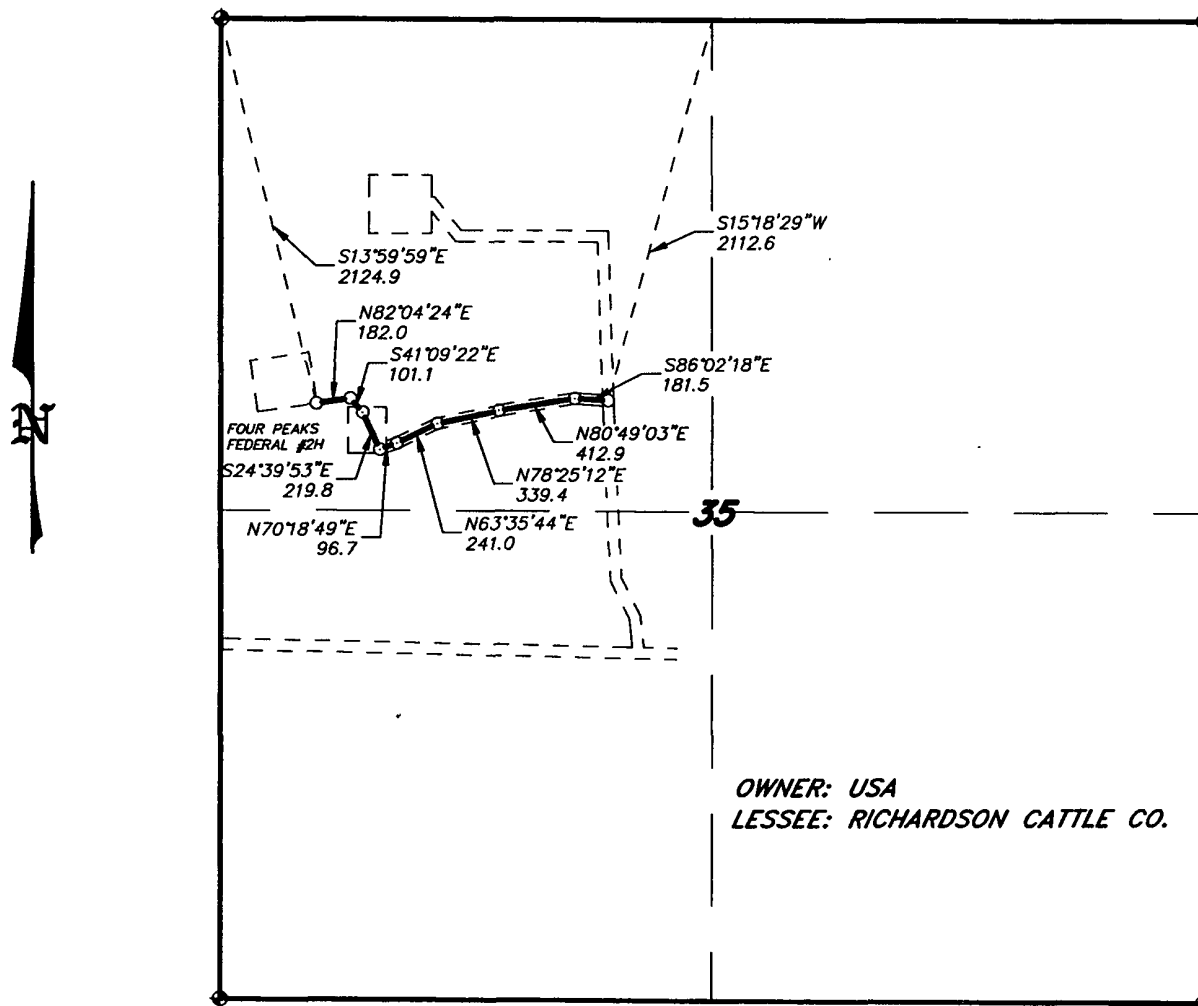 S15°18'29"W
2112.6
S13°59'59"E
2124.9
N82°04'24"E
182.0
S41°09'22"E
101.1
S86°02'18"E
181.5
FOUR PEAKS
FEDERAL #2H
N80°49'03"E
412.9
S24°39'53"E
219.8
N78°25'12"E
339.4
N70°18'49"E
96.7
N63°35'44"E
241.0
35
N
OWNER: USA
LESSEE: RICHARDSON CATTLE CO.